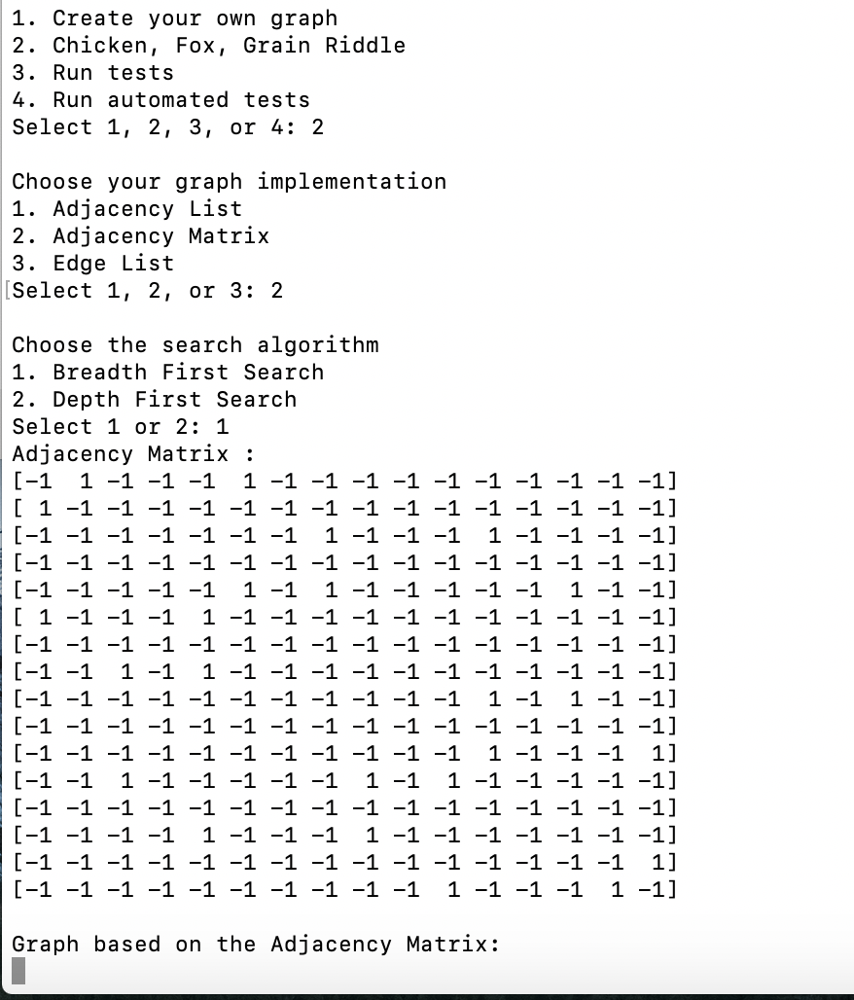 1. Create your own graph
2. Chicken, Fox, Grain Riddle
3. Run tests
4. Run automated tests
Select 1, 2, 3, or 4: 2
Choose your graph implementation
1. Adjacency List
2. Adjacency Matrix
3. Edge List
[Select 1, 2, or 3: 2
Choose the search algorithm
1. Breadth First Search
2. Depth First Search
Select 1 or 2: 1
Adjacency Matrix :
[-1  1 -1 -1 -1  1 -1 -1 -1 -1 -1 -1 -1 -1 -1 -1]
[ 1 -1 -1 -1 -1 -1 -1 -1 -1 -1 -1 -1 -1 -1 -1 -1]
[-1 -1 -1 -1 -1 -1 -1  1 -1 -1 -1  1 -1 -1 -1 -1]
[-1 -1 -1 -1 -1 -1 -1 -1 -1 -1 -1 -1 -1 -1 -1 -1]
[-1 -1 -1 -1 -1  1 -1  1 -1 -1 -1 -1 -1  1 -1 -1]
[ 1 -1 -1 -1  1 -1 -1 -1 -1 -1 -1 -1 -1 -1 -1 -1]
[-1 -1 -1 -1 -1 -1 -1 -1 -1 -1 -1 -1 -1 -1 -1 -1]
[-1 -1  1 -1  1 -1 -1 -1 -1 -1 -1 -1 -1 -1 -1 -1]
[-1 -1 -1 -1 -1 -1 -1 -1 -1 -1 -1  1 -1  1 -1 -1]
[-1 -1 -1 -1 -1 -1 -1 -1 -1 -1 -1 -1 -1 -1 -1 -1]
[-1 -1 -1 -1 -1 -1 -1 -1 -1 -1 -1  1 -1 -1 -1  1]
[-1 -1  1 -1 -1 -1 -1 -1  1 -1  1 -1 -1 -1 -1 -1]
[-1 -1 -1 -1 -1 -1 -1 -1 -1 -1 -1 -1 -1 -1 -1 -1]
[-1 -1 -1 -1  1 -1 -1 -1  1 -1 -1 -1 -1 -1 -1 -1]
[-1 -1 -1 -1 -1 -1 -1 -1 -1 -1 -1 -1 -1 -1 -1  1]
[-1 -1 -1 -1 -1 -1 -1 -1 -1 -1  1 -1 -1 -1  1 -1]
Graph based on the Adjacency Matrix: